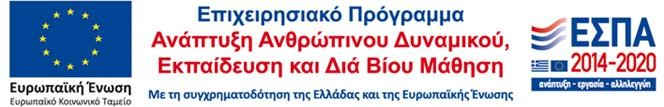 Ευρωπαϊκή Ένωση
Ευρωπαϊκό Κοινωνικό Ταμείο
Επιχειρησιακό Πρόγραμμα
Ανάπτυξη Ανθρώπινου Δυναμικού,
Εκπαίδευση και Διά Βίου Μάθηση
Με τη συγχρηματοδότηση της Ελλάδας και της Ευρωπαϊκής Ένωσης
ΕΣΠΑ
2014-2020
ανάπτυξη - εργασία - αλληλεγγύη